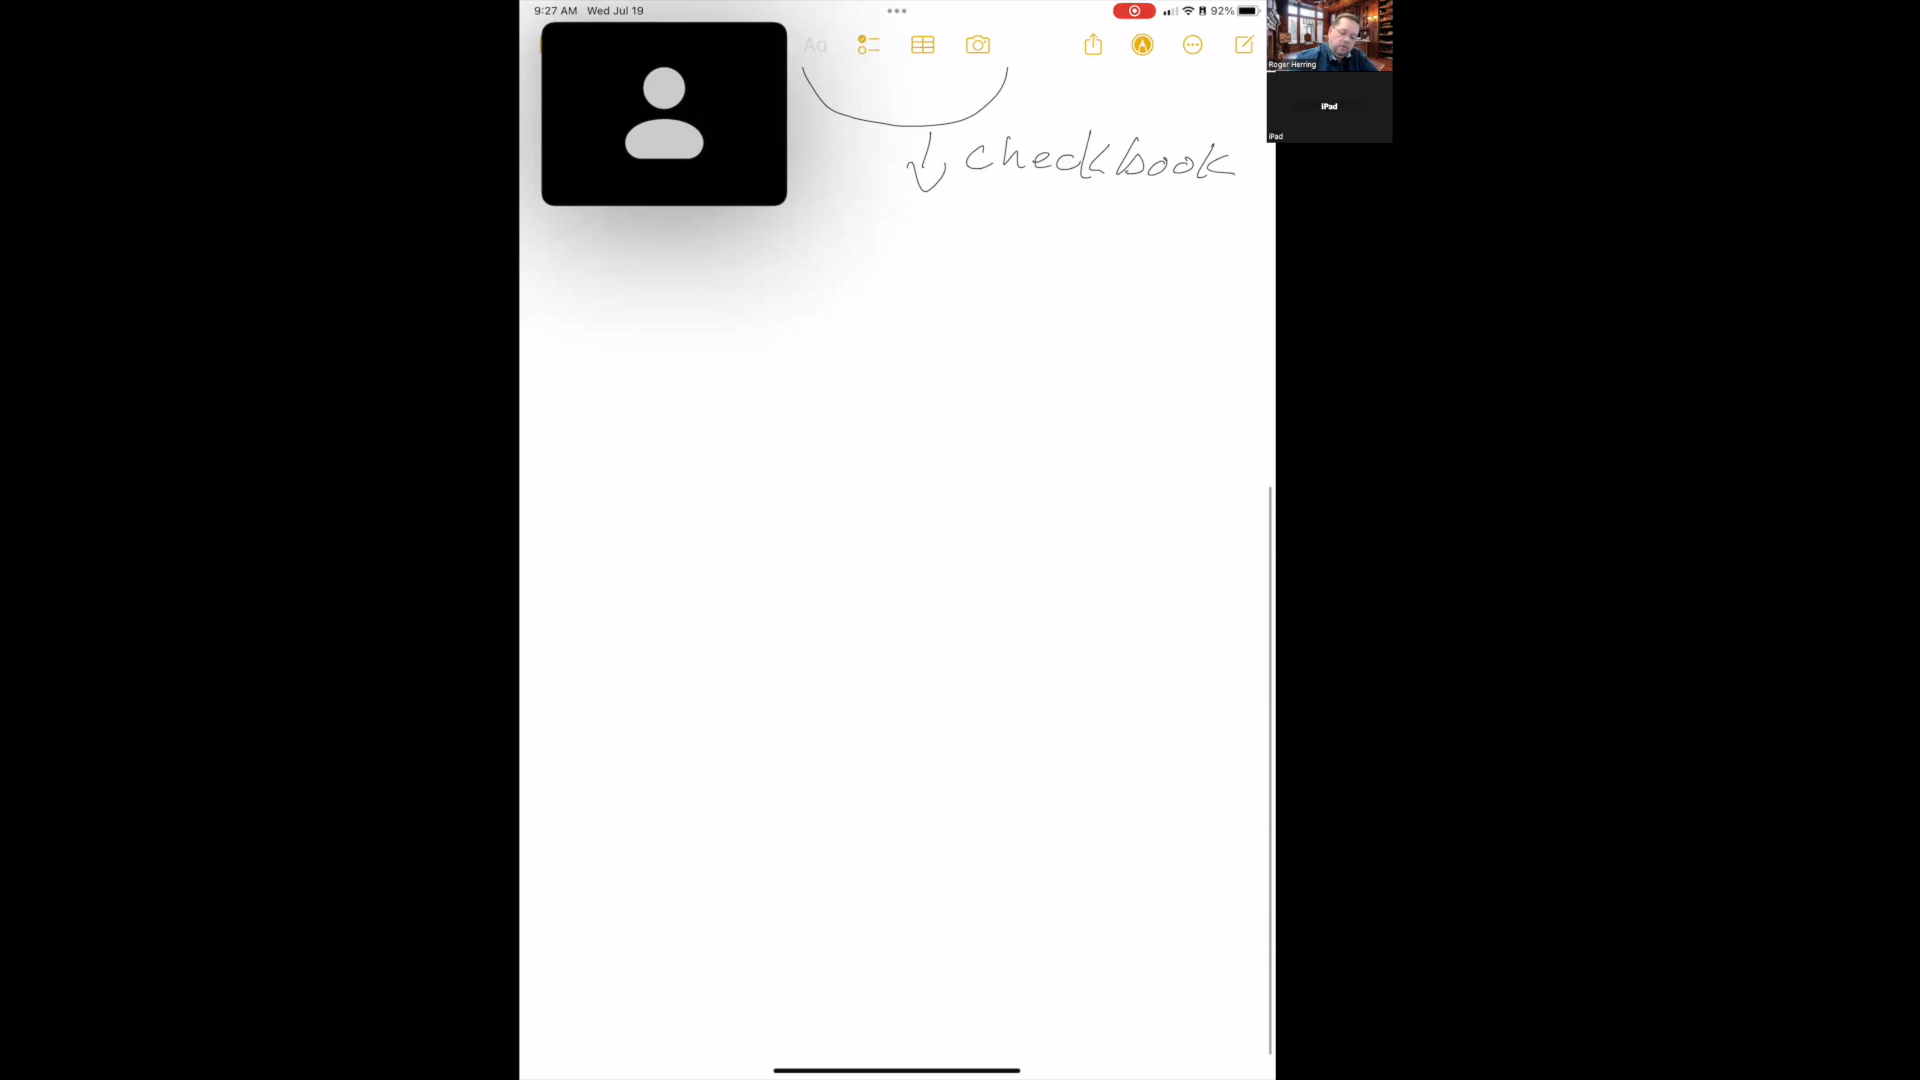 9:27 AM Wed Jul 19
92%
Aa
Roger Herring
iPad
iPad
checkbook